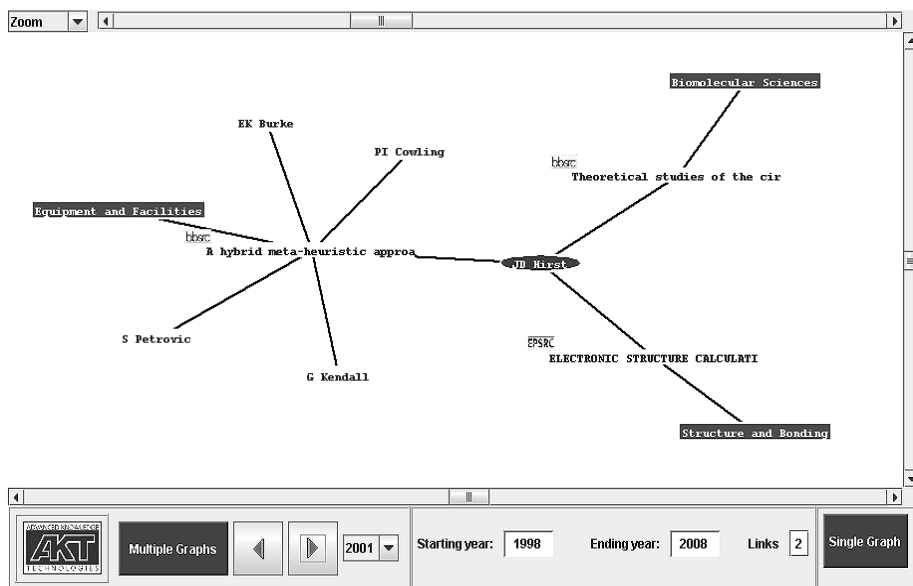 Zoom
Biomolecular Sciences
EK Burke
PI Cowling
bbsrc
Theoretical studies of the cir
Equipment and Facilities
bbsrc
A hybrid meta-heuristic approa
JD Hirst
S Petrovic
EPSRC
ELECTRONIC STRUCTURE CALCULATI
G Kendall
Structure and Bonding
ADVANCED KNOWLEDGE
AKT
TECHNOLOGIES
Multiple Graphs
2001
Starting year: 1998
Ending year: 2008
Links 2
Single Graph